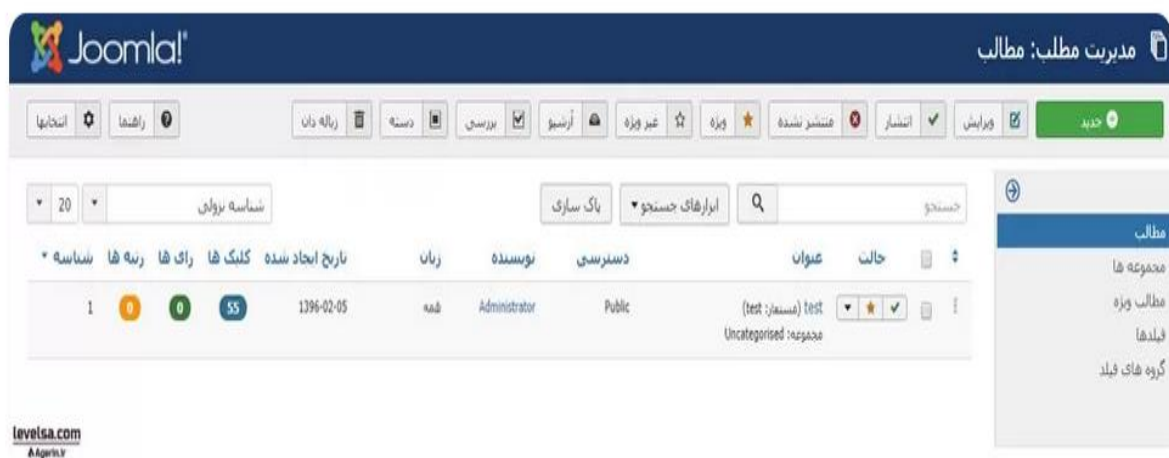 مدیریت مطلب: مطالب
Joomla!
جدید
ویرایش
انتشار
منتشر نشده
ویژه
غیر ویژه
آرشیو
بررسی
دسته
زباله دان
راهنما
انتخابها
جستجو
ابزارهای جستجو
پاک سازی
شناسه نزولی
20
مطالب
مجموعه ها
مطالب ویژه
فیلدها
گروه های فیلد
حالت عنوان دسترسی نویسنده زبان تاریخ ایجاد شده کلیک ها رای ها رتبه ها شناسه
test (مستعار: test) Public Administrator همه 1396-02-05 55 0 0 1
مجموعه: Uncategorised
levelsa.com
Agerin.ir